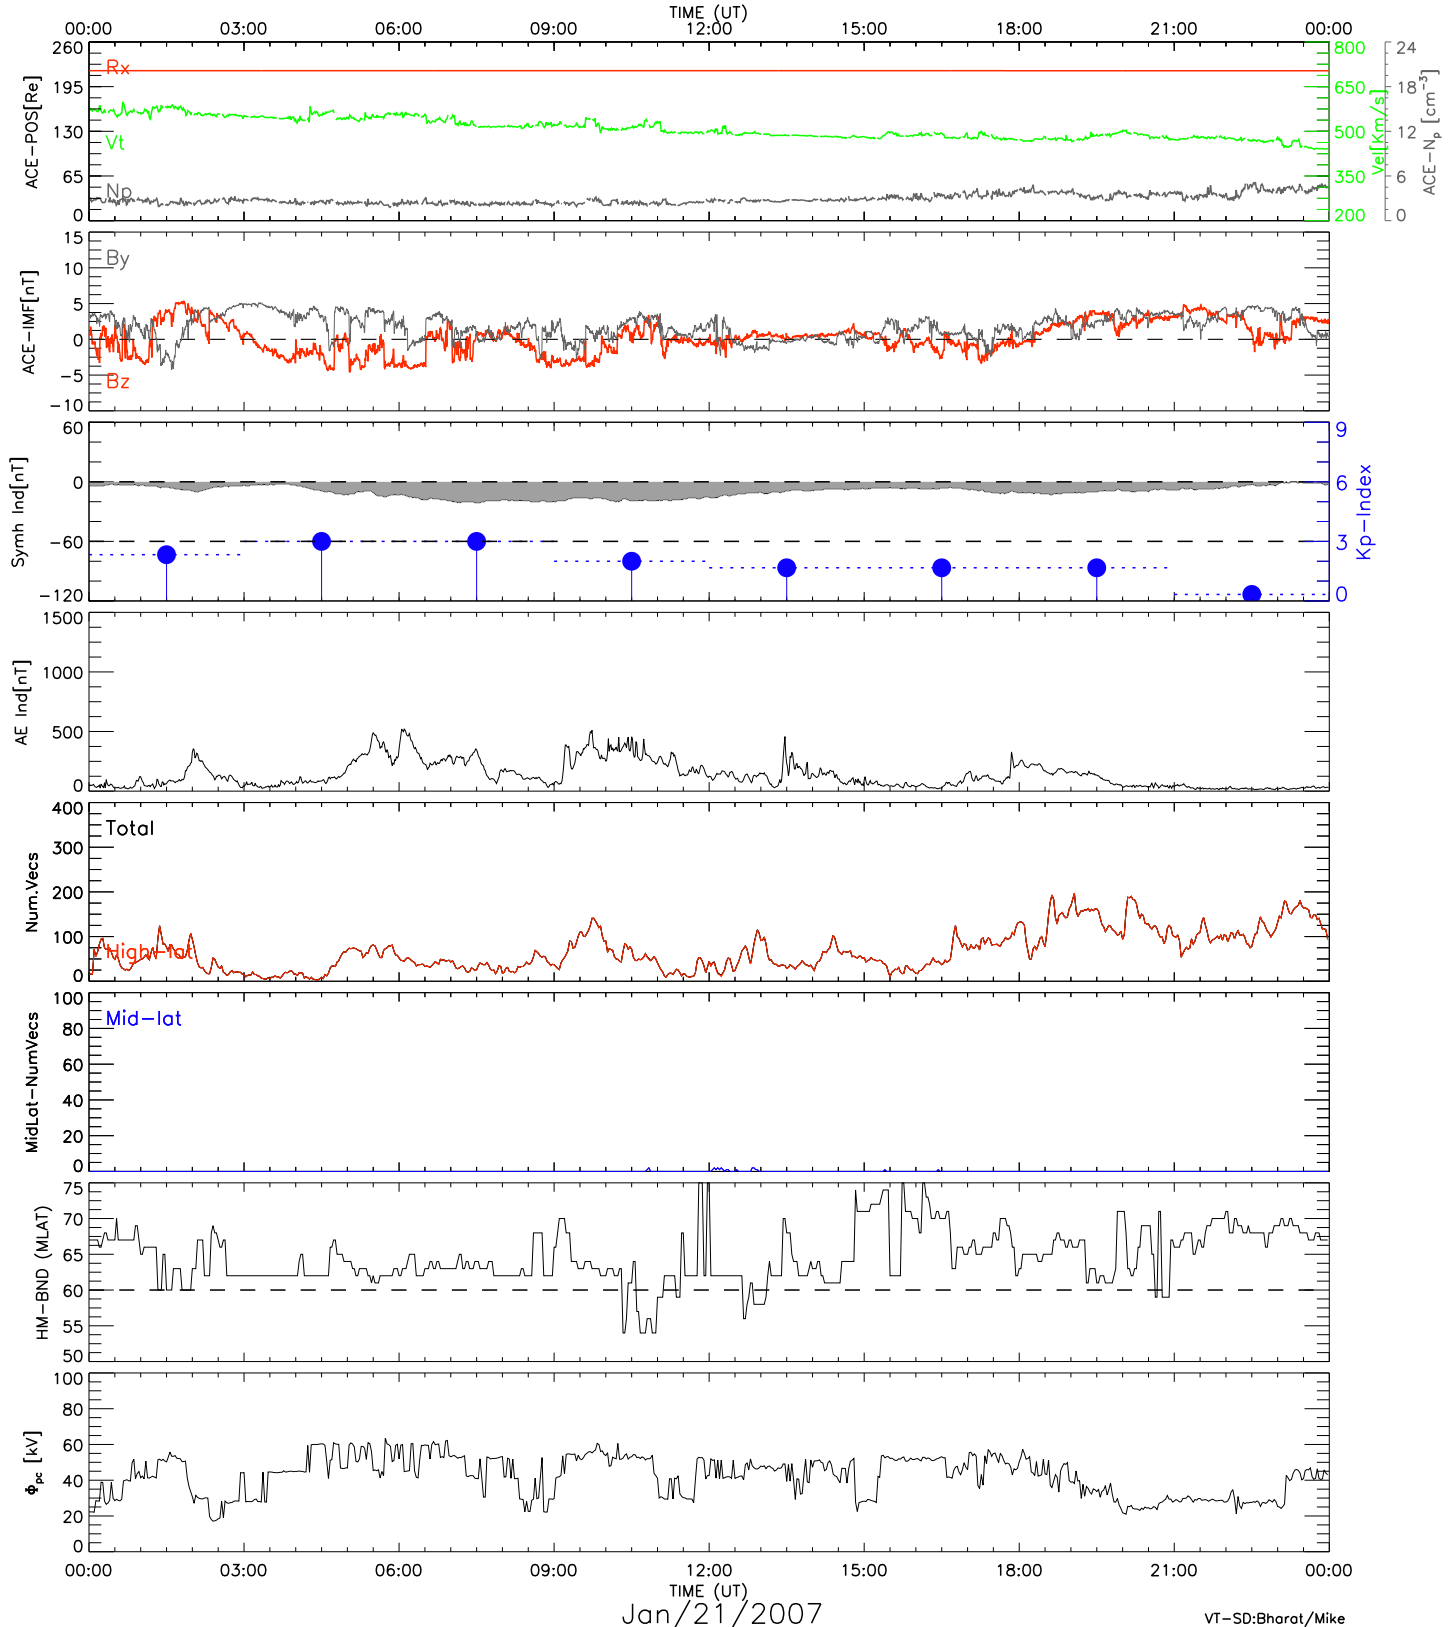 TIME (UT)
00:00 03:00 06:00 09:00 12:00 15:00 18:00 21:00 00:00
ACE-POS[Re]
260
195
130
65
0
Rx
Vt
Np
800
650
500
350
200
Vel[Km/s]
24
18
12
6
0
ACE-Np [cm-3]
ACE-IMF[nT]
15
10
5
0
-5
-10
By
Bz
Symh Ind[nT]
60
0
-60
-120
9
6
3
0
Kp-Index
AE Ind[nT]
1500
1000
500
0
Num.Vecs
400
300
200
100
0
Total
High-lat
MidLat-NumVecs
100
80
60
40
20
0
Mid-lat
HM-BND (MLAT)
75
70
65
60
55
50
Φpc [kV]
100
80
60
40
20
0
00:00 03:00 06:00 09:00 12:00 15:00 18:00 21:00 00:00
TIME (UT)
Jan/21/2007
VT-SD:Bharat/Mike